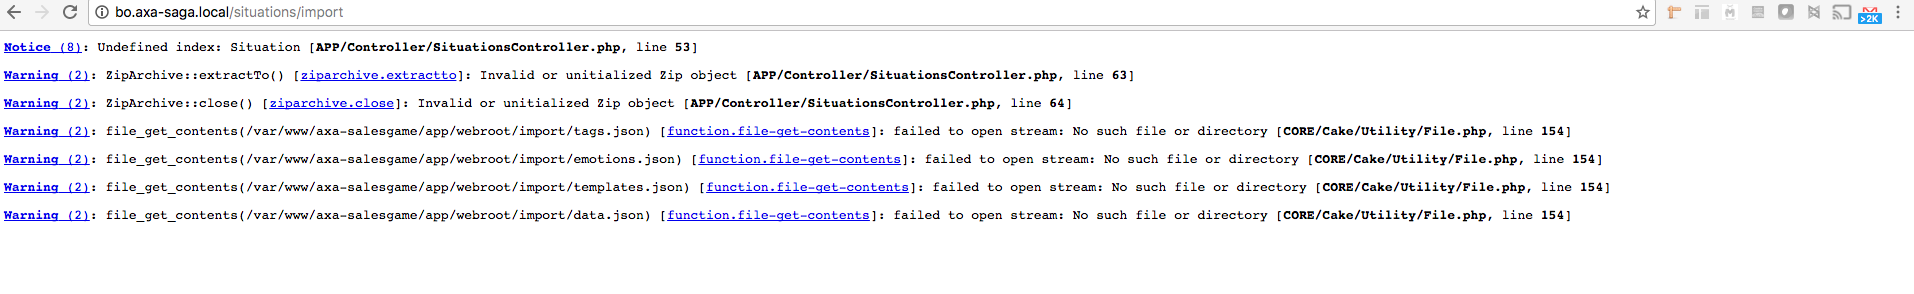 bo.axa-saga.local/situations/import
>2K
Notice (8): Undefined index: Situation [APP/Controller/SituationsController.php, line 53]
Warning (2): ZipArchive::extractTo() [ziparchive.extractto]: Invalid or unitialized Zip object [APP/Controller/SituationsController.php, line 63]
Warning (2): ZipArchive::close() [ziparchive.close]: Invalid or unitialized Zip object [APP/Controller/SituationsController.php, line 64]
Warning (2): file_get_contents(/var/www/axa-salesgame/app/webroot/import/tags.json) [function.file-get-contents]: failed to open stream: No such file or directory [CORE/Cake/Utility/File.php, line 154]
Warning (2): file_get_contents(/var/www/axa-salesgame/app/webroot/import/emotions.json) [function.file-get-contents]: failed to open stream: No such file or directory [CORE/Cake/Utility/File.php, line 154]
Warning (2): file_get_contents(/var/www/axa-salesgame/app/webroot/import/templates.json) [function.file-get-contents]: failed to open stream: No such file or directory [CORE/Cake/Utility/File.php, line 154]
Warning (2): file_get_contents(/var/www/axa-salesgame/app/webroot/import/data.json) [function.file-get-contents]: failed to open stream: No such file or directory [CORE/Cake/Utility/File.php, line 154]